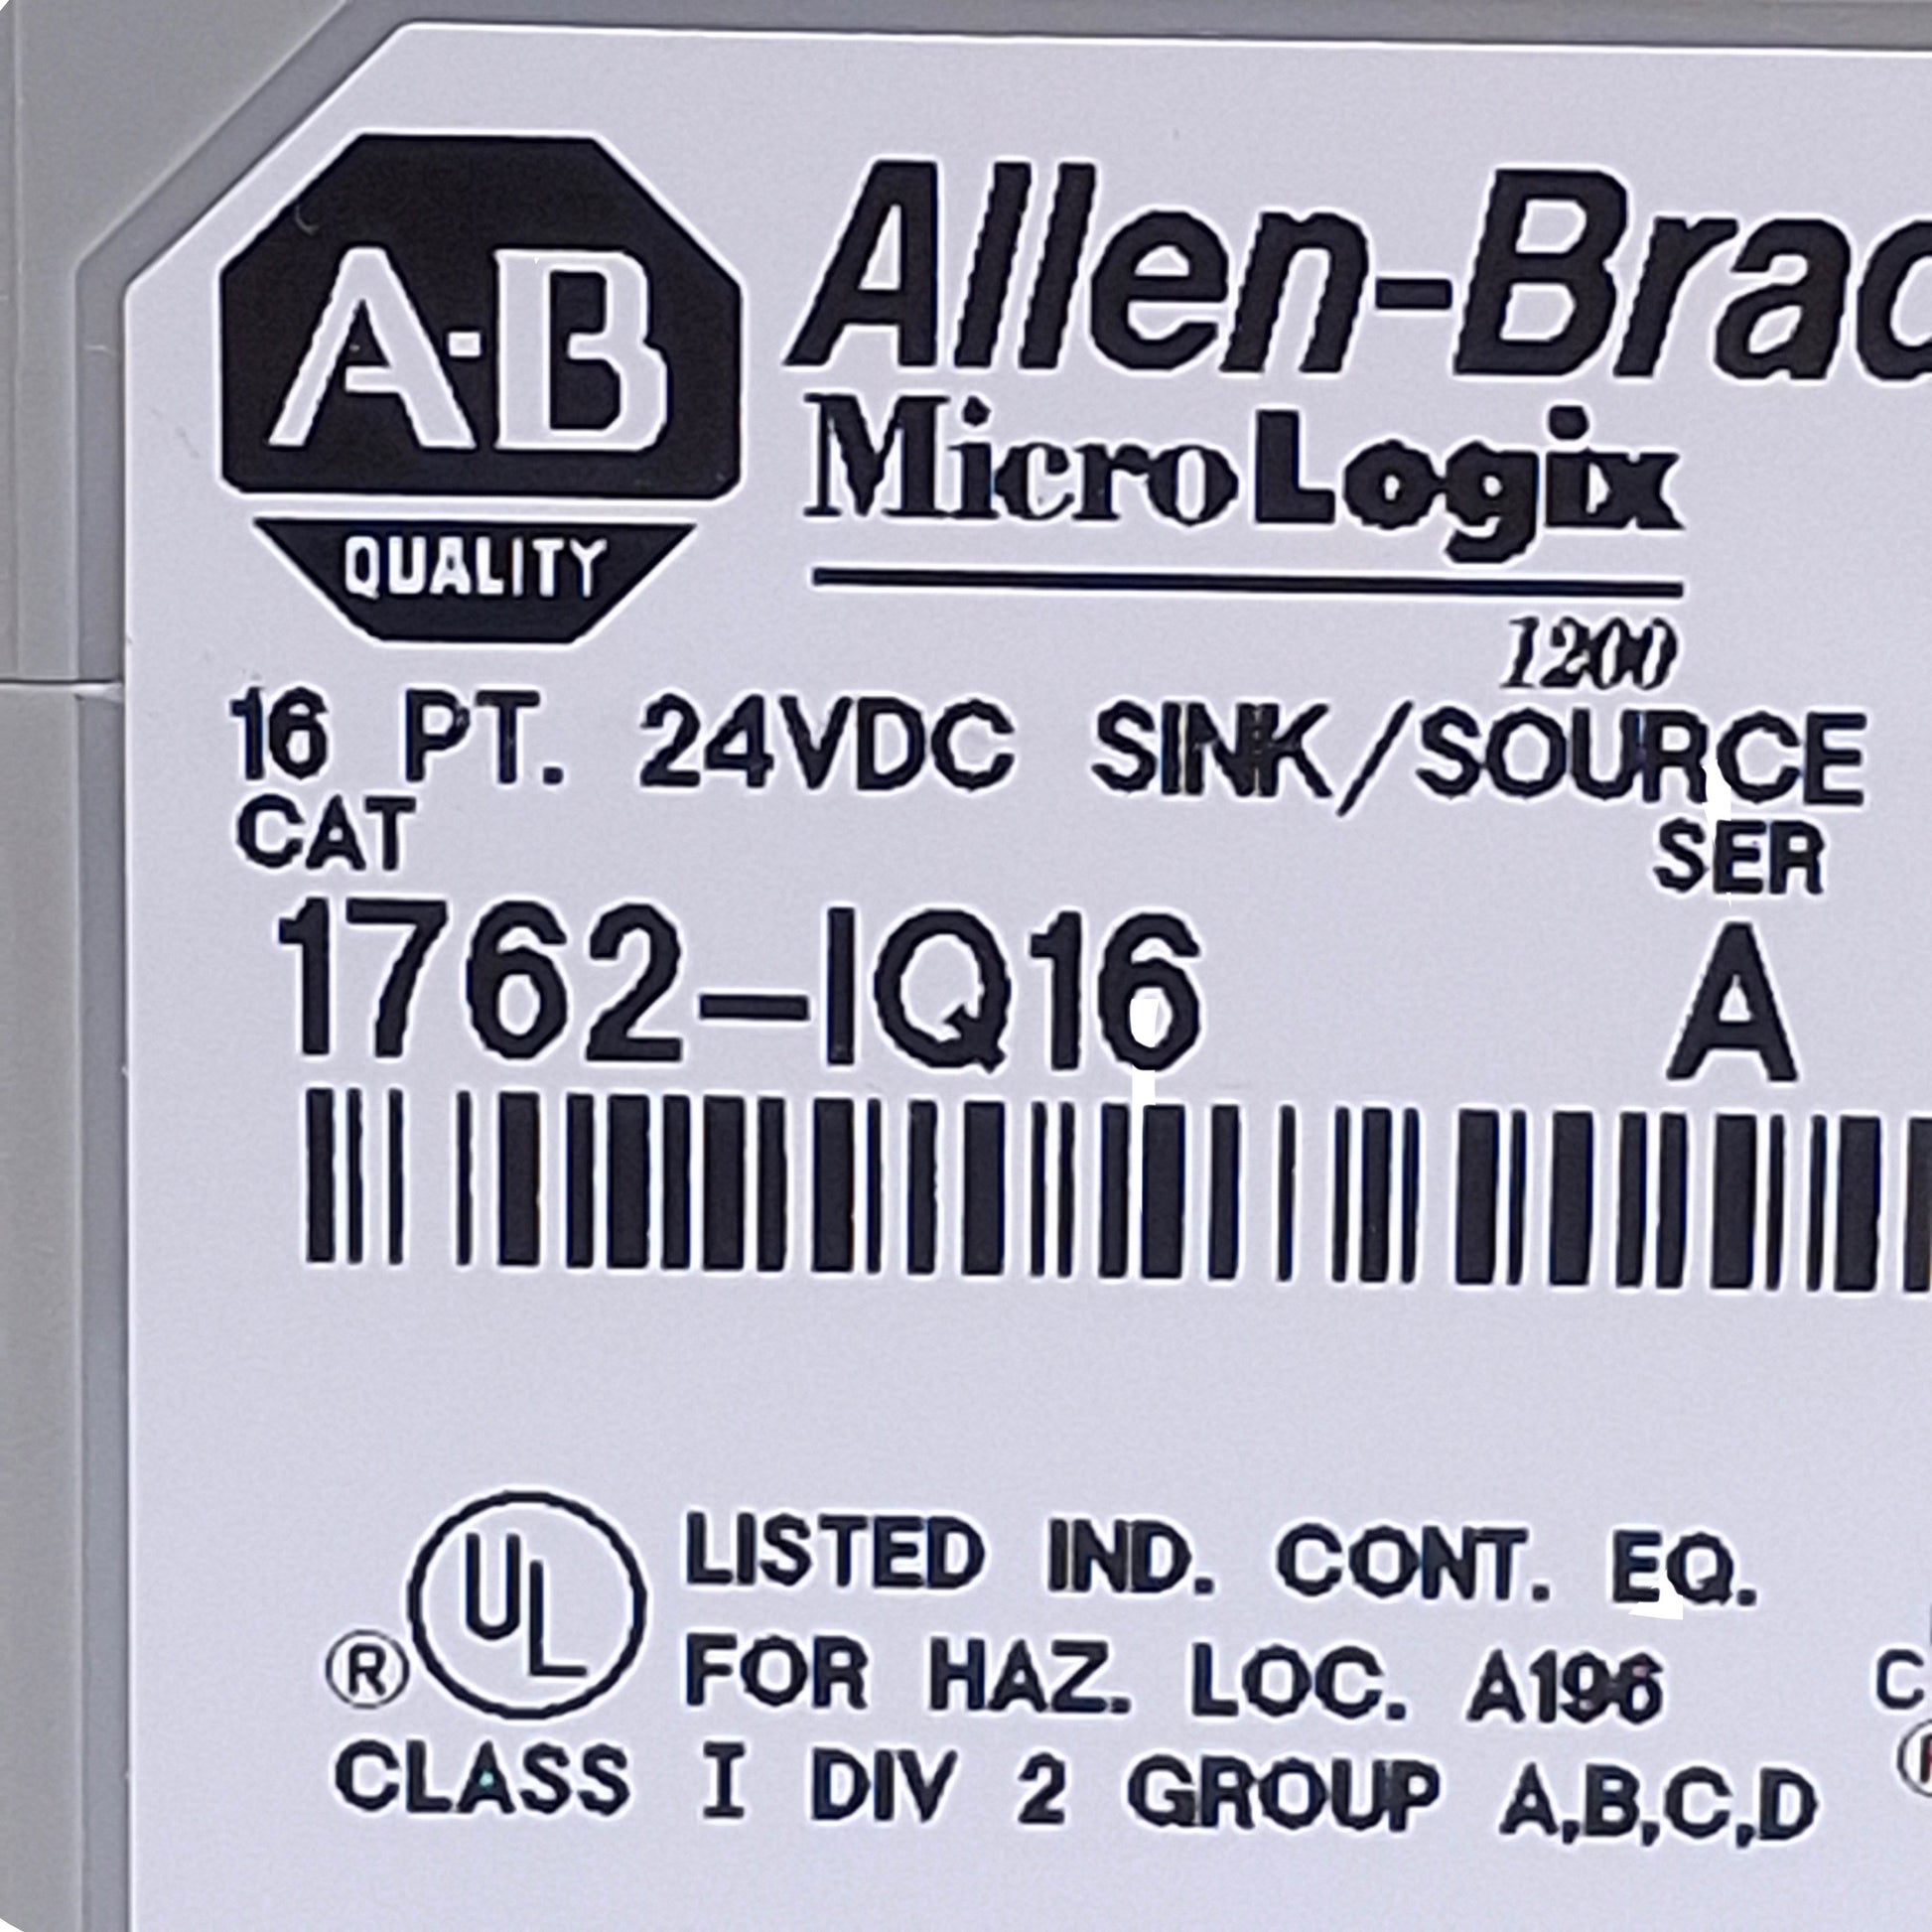 A-B
QUALITY
Allen-Brad
MicroLogix
1200
16 PT. 24VDC SINK/SOURCE
CAT SER
1762-IQ16 A
UL LISTED IND. CONT. EQ.
® FOR HAZ. LOC. A196 C
CLASS I DIV 2 GROUP A,B,C,D